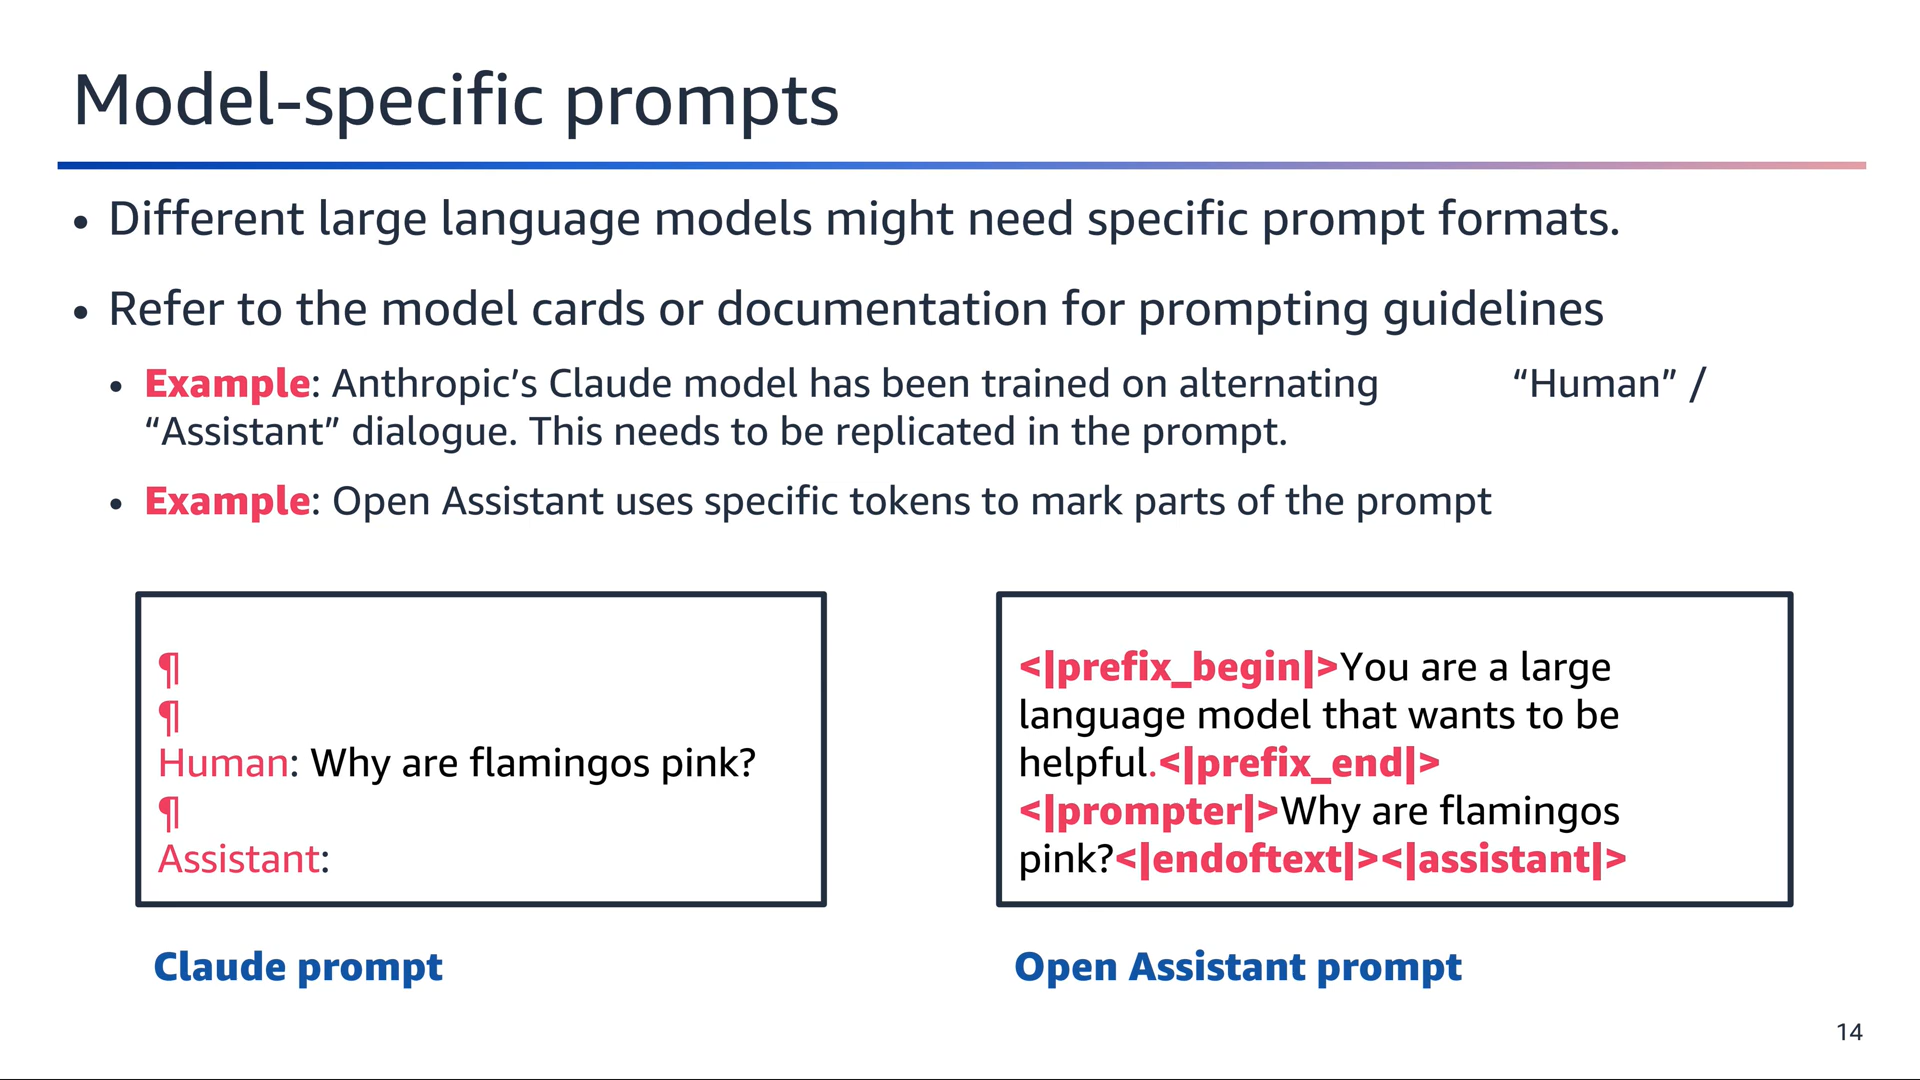 Model-specific prompts
• Different large language models might need specific prompt formats.
• Refer to the model cards or documentation for prompting guidelines
• Example: Anthropic’s Claude model has been trained on alternating “Human” /
“Assistant” dialogue. This needs to be replicated in the prompt.
• Example: Open Assistant uses specific tokens to mark parts of the prompt
¶
¶
Human: Why are flamingos pink?
¶
Assistant:
Claude prompt
<|prefix_begin|>You are a large
language model that wants to be
helpful.<|prefix_end|>
<|prompter|>Why are flamingos
pink?<|endoftext|><|assistant|>
Open Assistant prompt
14